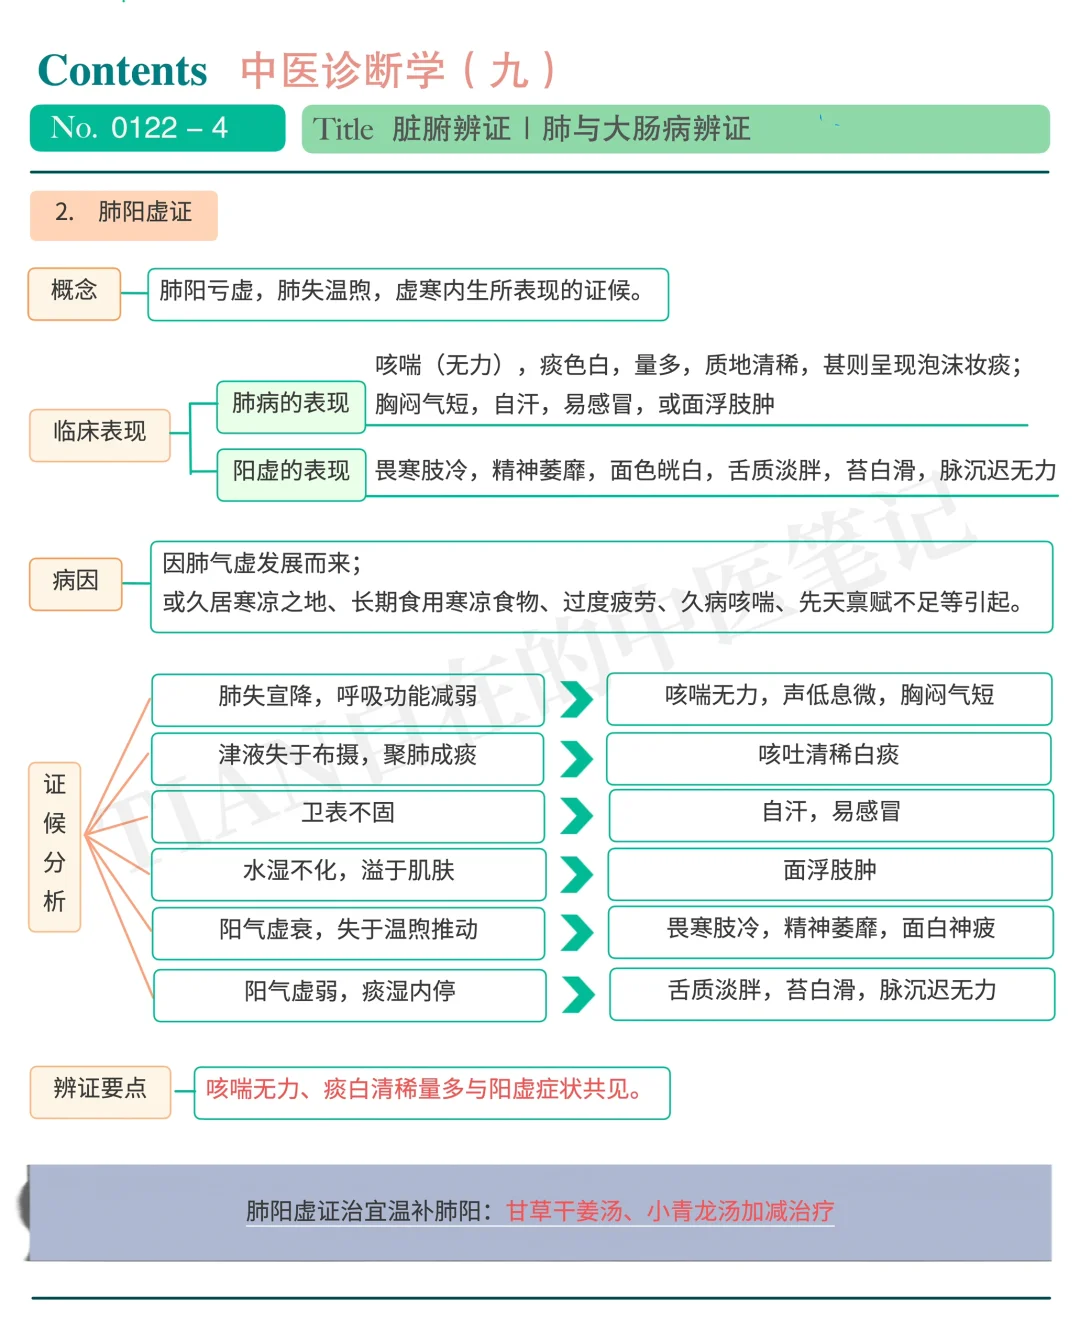 Contents 中医诊断学（九）
No. 0122 – 4
Title 脏腑辨证 | 肺与大肠病辨证
2. 肺阳虚证
概念
肺阳亏虚，肺失温煦，虚寒内生所表现的证候。
临床表现
肺病的表现
咳喘（无力），痰色白，量多，质地清稀，甚则呈现泡沫妆痰；
胸闷气短，自汗，易感冒，或面浮肢肿
阳虚的表现
畏寒肢冷，精神萎靡，面色㿠白，舌质淡胖，苔白滑，脉沉迟无力
病因
因肺气虚发展而来；
或久居寒凉之地、长期食用寒凉食物、过度疲劳、久病咳喘、先天禀赋不足等引起。
证候分析
肺失宣降，呼吸功能减弱
咳喘无力，声低息微，胸闷气短
津液失于布摄，聚肺成痰
咳吐清稀白痰
卫表不固
自汗，易感冒
水湿不化，溢于肌肤
面浮肢肿
阳气虚衰，失于温煦推动
畏寒肢冷，精神萎靡，面白神疲
阳气虚弱，痰湿内停
舌质淡胖，苔白滑，脉沉迟无力
辨证要点
咳喘无力、痰白清稀量多与阳虚症状共见。
肺阳虚证治宜温补肺阳：甘草干姜汤、小青龙汤加减治疗
TIAN自在的中医笔记